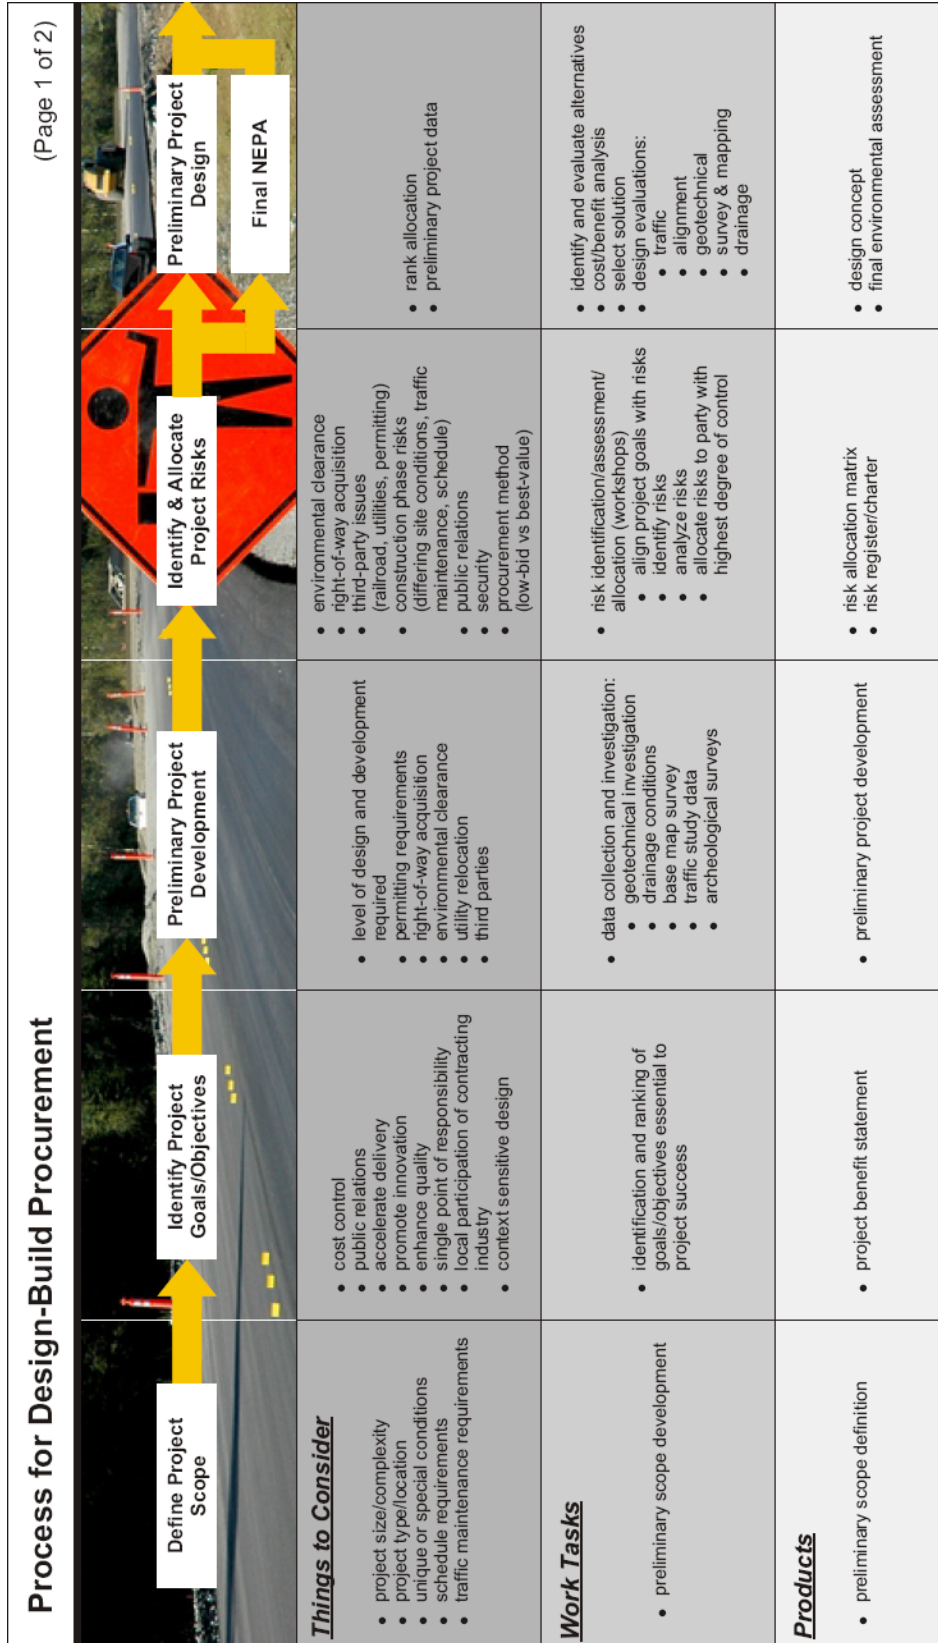 Process for Design-Build Procurement
(Page 1 of 2)
Define Project
Scope
Identify Project
Goals/Objectives
Preliminary Project
Development
Identify & Allocate
Project Risks
Preliminary Project
Design
Final NEPA
Things to Consider
• project size/complexity
• project type/location
• unique or special conditions
• schedule requirements
• traffic maintenance requirements
• cost control
• public relations
• accelerate delivery
• promote innovation
• enhance quality
• single point of responsibility
• local participation of contracting
industry
• context sensitive design
• level of design and development
required
• permitting requirements
• right-of-way acquisition
• environmental clearance
• utility relocation
• third parties
• environmental clearance
• right-of-way acquisition
• third-party issues
(railroad, utilities, permitting)
• construction phase risks
(differing site conditions, traffic
maintenance, schedule)
• public relations
• security
• procurement method
(low-bid vs best-value)
• rank allocation
• preliminary project data
Work Tasks
• preliminary scope development
• identification and ranking of
goals/objectives essential to
project success
• data collection and investigation:
• geotechnical investigation
• drainage conditions
• base map survey
• traffic study data
• archeological surveys
• risk identification/assessment/
allocation (workshops)
• align project goals with risks
• identify risks
• analyze risks
• allocate risks to party with
highest degree of control
• identify and evaluate alternatives
• cost/benefit analysis
• select solution
• design evaluations:
• traffic
• alignment
• geotechnical
• survey & mapping
• drainage
Products
• preliminary scope definition
• project benefit statement
• preliminary project development
• risk allocation matrix
• risk register/charter
• design concept
• final environmental assessment